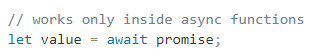 // works only inside async functions
let value = await promise;